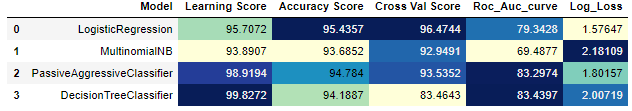 Model Learning Score Accuracy Score Cross Val Score Roc_Auc_curve Log_Loss
0 LogisticRegression 95.7072 95.4357 96.4744 79.3428 1.57647
1 MultinomialNB 93.8907 93.6852 92.9491 69.4877 2.18109
2 PassiveAggressiveClassifier 98.9194 94.784 93.5352 83.2974 1.80157
3 DecisionTreeClassifier 99.8272 94.1887 83.4643 83.4397 2.00719